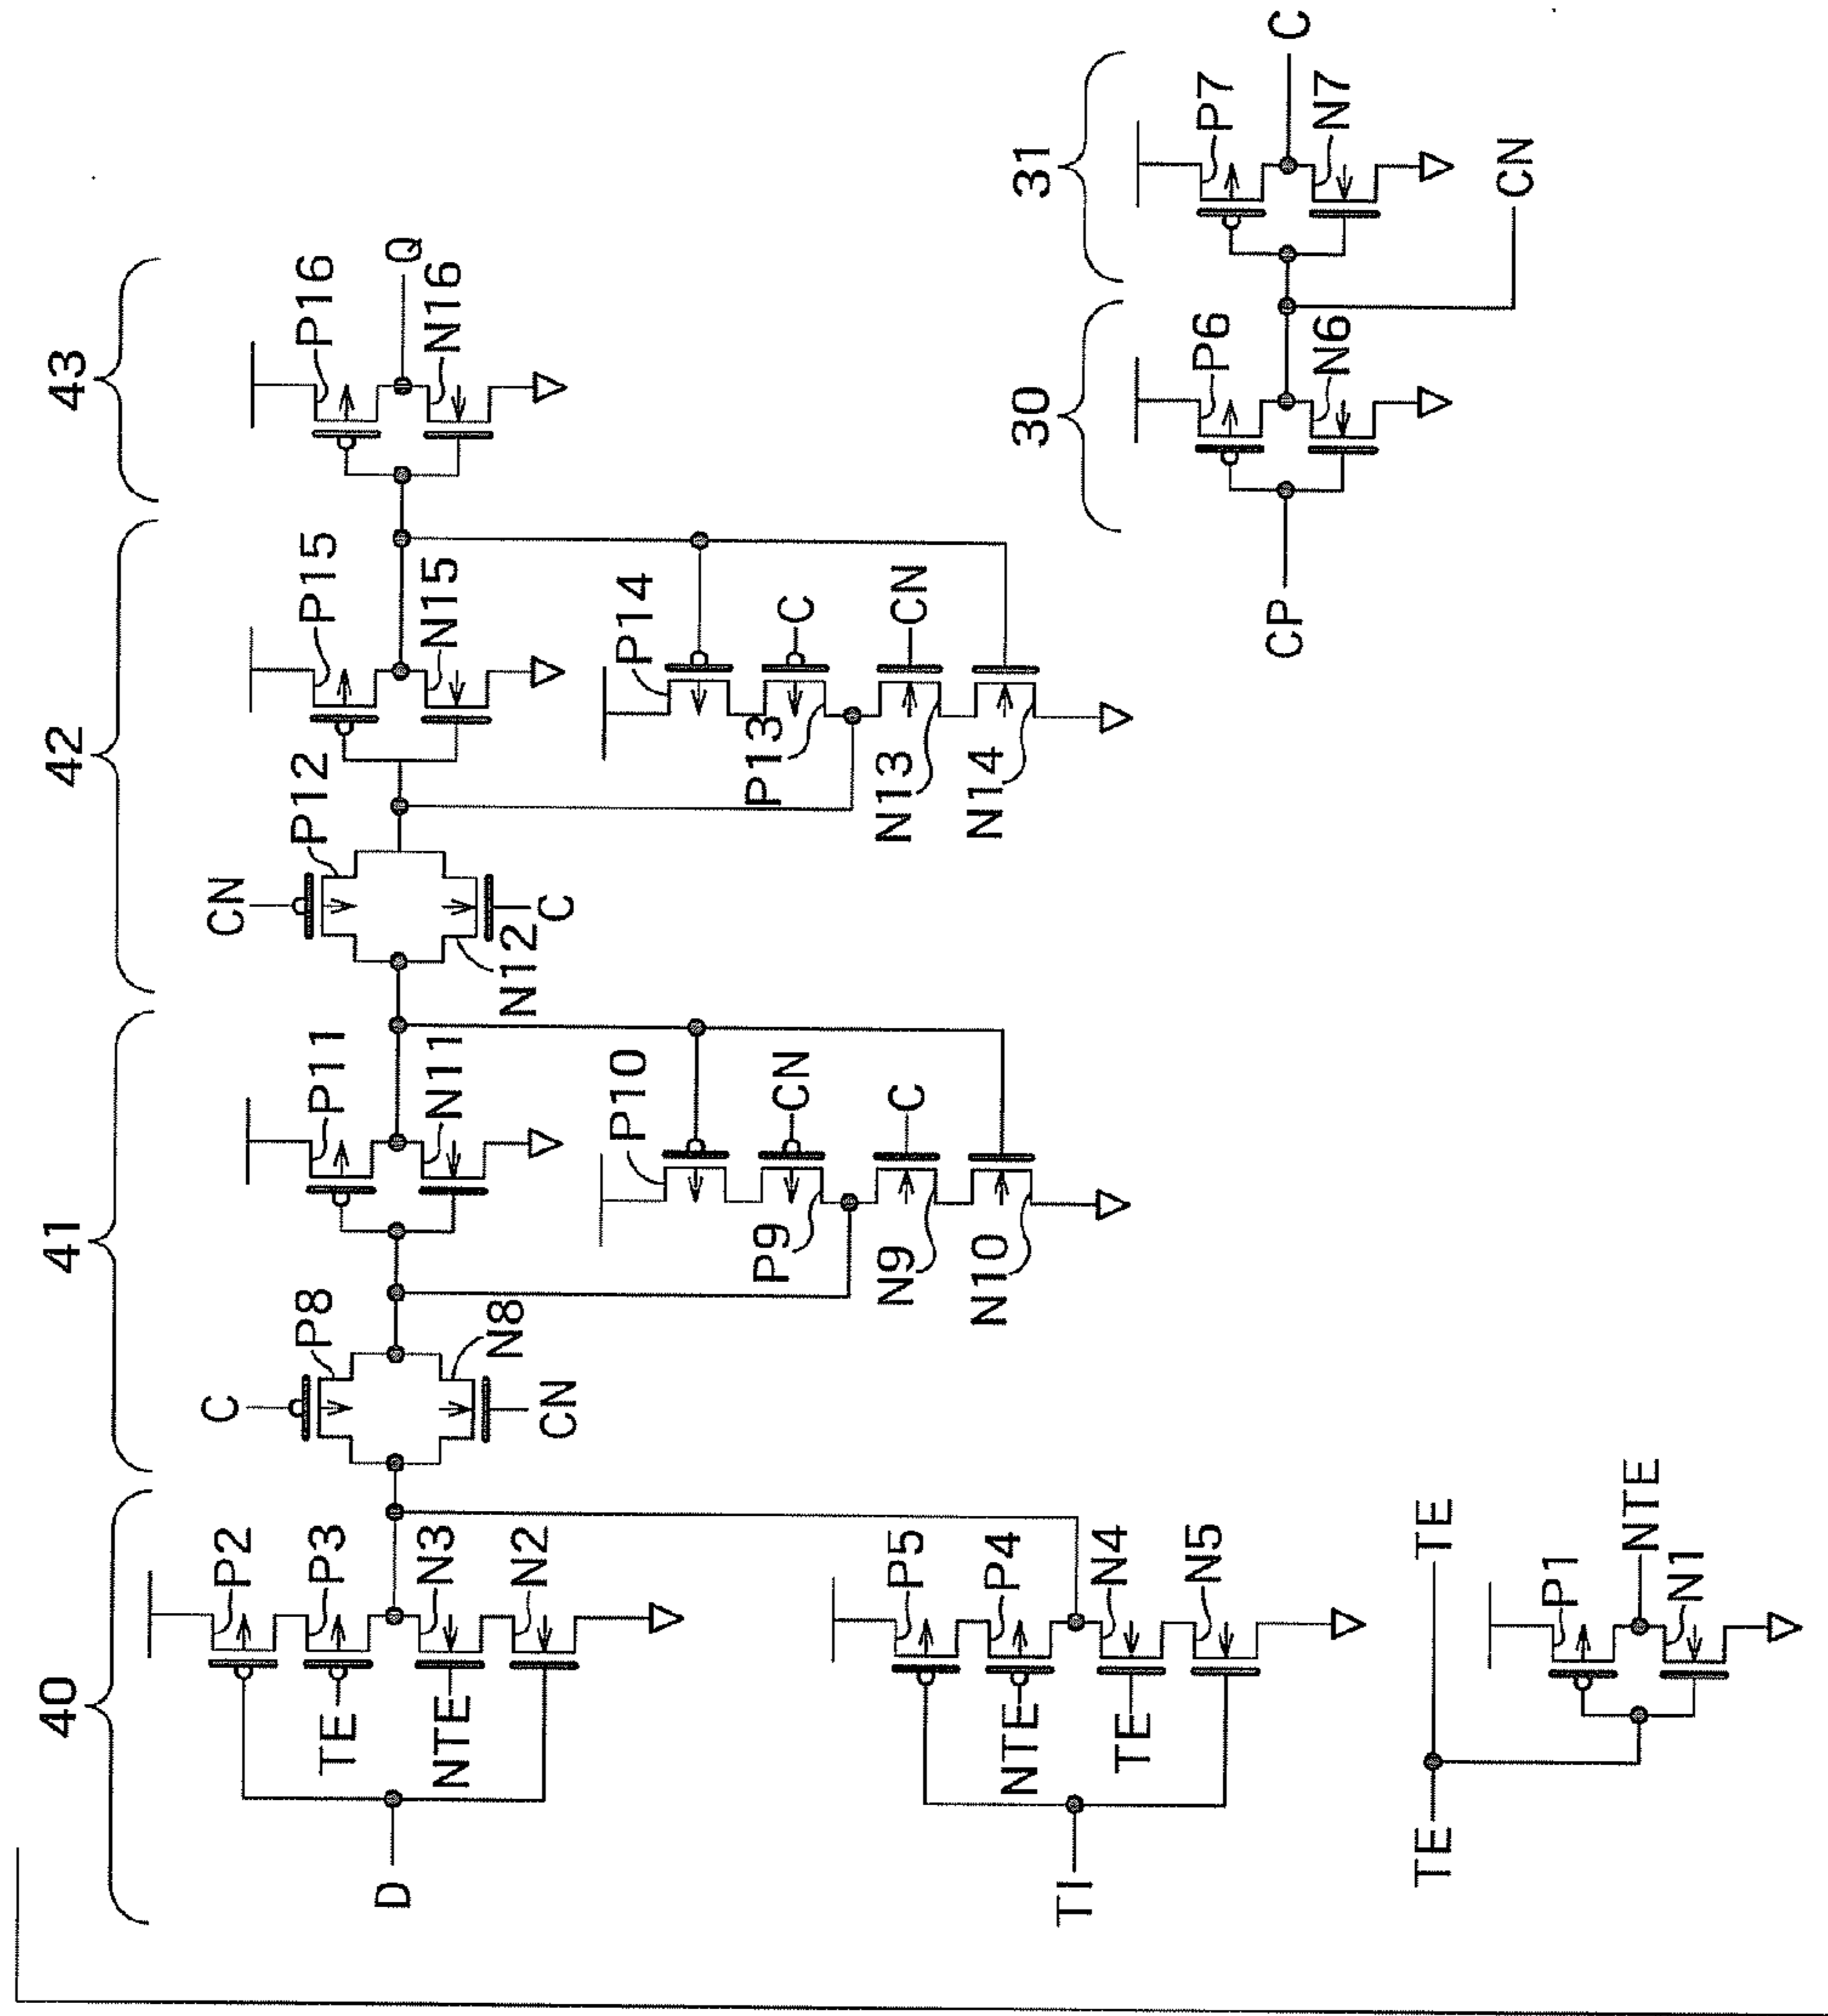 40
41
42
43
D
P2
P3
TE
NTE
N3
N2
C
P8
N8
CN
P11
N11
P10
P9
CN
C
N9
N10
CN
P12
N12
C
P15
N15
P14
P13
C
CN
N13
N14
P16
N16
Q
TI
P5
P4
NTE
TE
N4
N5
TE
TE
P1
NTE
N1
30
31
CP
P6
N6
P7
N7
C
CN